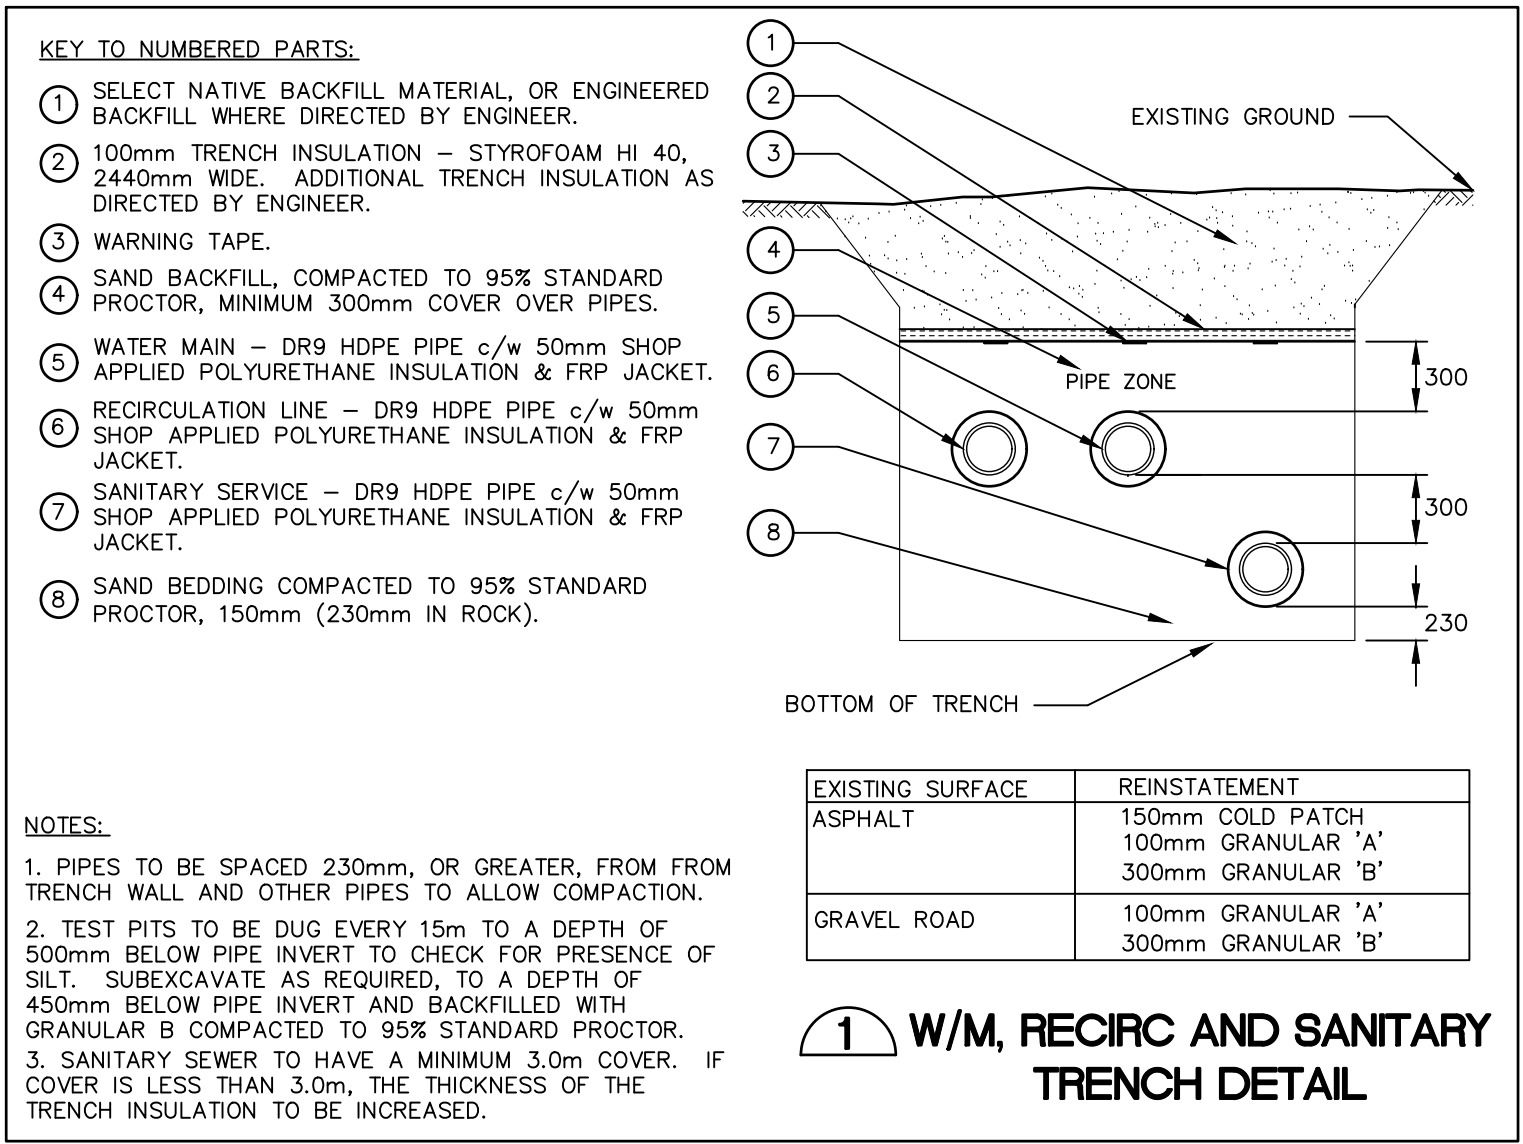 KEY TO NUMBERED PARTS:
1 SELECT NATIVE BACKFILL MATERIAL, OR ENGINEERED
BACKFILL WHERE DIRECTED BY ENGINEER.
2 100mm TRENCH INSULATION – STYROFOAM HI 40,
2440mm WIDE. ADDITIONAL TRENCH INSULATION AS
DIRECTED BY ENGINEER.
3 WARNING TAPE.
4 SAND BACKFILL, COMPACTED TO 95% STANDARD
PROCTOR, MINIMUM 300mm COVER OVER PIPES.
5 WATER MAIN – DR9 HDPE PIPE c/w 50mm SHOP
APPLIED POLYURETHANE INSULATION & FRP JACKET.
6 RECIRCULATION LINE – DR9 HDPE PIPE c/w 50mm
SHOP APPLIED POLYURETHANE INSULATION & FRP
JACKET.
7 SANITARY SERVICE – DR9 HDPE PIPE c/w 50mm
SHOP APPLIED POLYURETHANE INSULATION & FRP
JACKET.
8 SAND BEDDING COMPACTED TO 95% STANDARD
PROCTOR, 150mm (230mm IN ROCK).
NOTES:
1. PIPES TO BE SPACED 230mm, OR GREATER, FROM FROM
TRENCH WALL AND OTHER PIPES TO ALLOW COMPACTION.
2. TEST PITS TO BE DUG EVERY 15m TO A DEPTH OF
500mm BELOW PIPE INVERT TO CHECK FOR PRESENCE OF
SILT. SUBEXCAVATE AS REQUIRED, TO A DEPTH OF
450mm BELOW PIPE INVERT AND BACKFILLED WITH
GRANULAR B COMPACTED TO 95% STANDARD PROCTOR.
3. SANITARY SEWER TO HAVE A MINIMUM 3.0m COVER. IF
COVER IS LESS THAN 3.0m, THE THICKNESS OF THE
TRENCH INSULATION TO BE INCREASED.
1
2
3
4
5
6
7
8
EXISTING GROUND
PIPE ZONE
300
300
230
BOTTOM OF TRENCH
EXISTING SURFACE REINSTATEMENT
ASPHALT 150mm COLD PATCH
100mm GRANULAR 'A'
300mm GRANULAR 'B'
GRAVEL ROAD 100mm GRANULAR 'A'
300mm GRANULAR 'B'
1 W/M, RECIRC AND SANITARY
TRENCH DETAIL